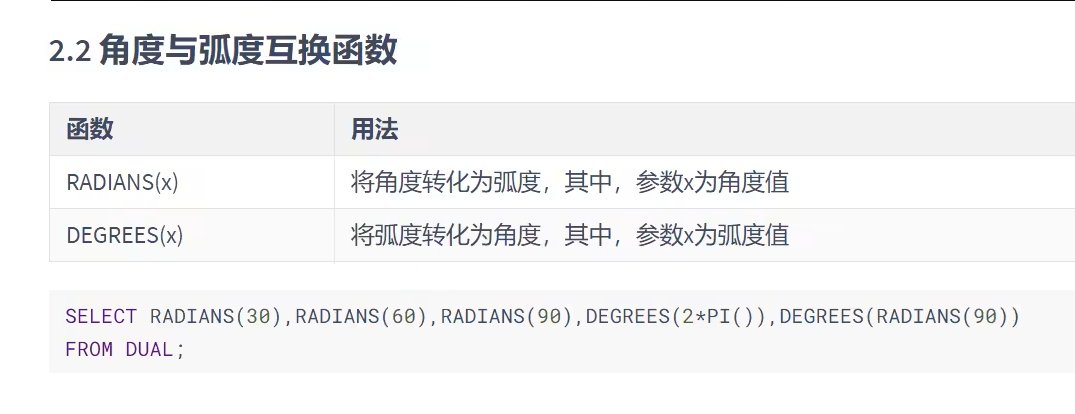 2.2 角度与弧度互换函数
函数 用法
RADIANS(x) 将角度转化为弧度，其中，参数x为角度值
DEGREES(x) 将弧度转化为角度，其中，参数x为弧度值
SELECT RADIANS(30),RADIANS(60),RADIANS(90),DEGREES(2*PI()),DEGREES(RADIANS(90))
FROM DUAL;